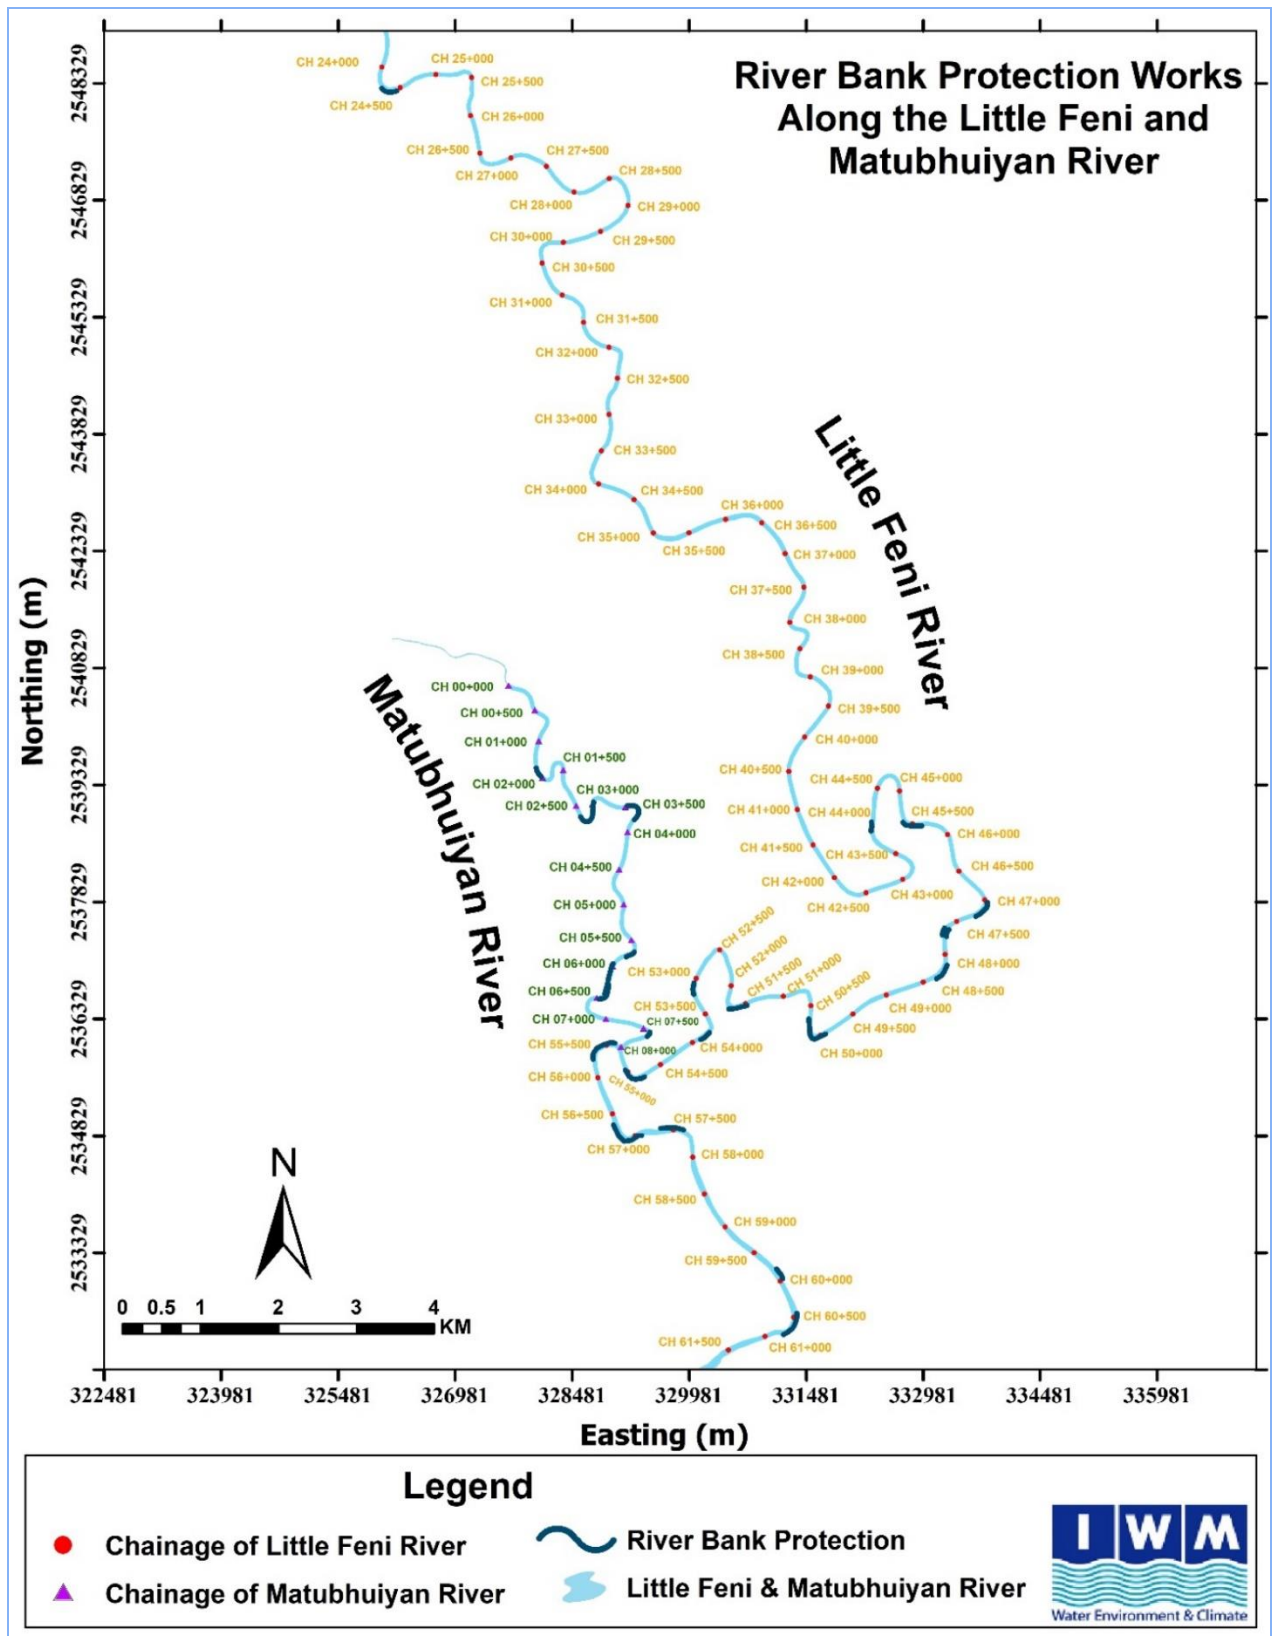 River Bank Protection Works
Along the Little Feni and
Matubhuiyan River
CH 24+000
CH 25+000
CH 25+500
CH 24+500
CH 26+000
CH 26+500
CH 27+500
CH 27+000
CH 28+500
CH 28+000
CH 29+000
CH 30+000
CH 29+500
CH 30+500
CH 31+000
CH 31+500
CH 32+000
CH 32+500
CH 33+000
CH 33+500
CH 34+000
CH 34+500
CH 36+000
CH 36+500
CH 35+000
CH 35+500
CH 37+000
CH 37+500
CH 38+000
CH 38+500
CH 39+000
CH 39+500
CH 40+000
CH 40+500
CH 44+500
CH 45+000
CH 41+000
CH 44+000
CH 45+500
CH 46+000
CH 41+500
CH 43+500
CH 46+500
CH 42+000
CH 43+000
CH 42+500
CH 47+000
CH 47+500
CH 48+000
CH 48+500
CH 49+000
CH 49+500
CH 50+000
CH 50+500
CH 51+000
CH 51+500
CH 52+000
CH 52+500
CH 53+000
CH 53+500
CH 54+000
CH 54+500
CH 55+000
CH 55+500
CH 56+000
CH 56+500
CH 57+000
CH 57+500
CH 58+000
CH 58+500
CH 59+000
CH 59+500
CH 60+000
CH 60+500
CH 61+000
CH 61+500
Little Feni River
Matubhuiyan River
CH 00+000
CH 00+500
CH 01+000
CH 01+500
CH 02+000
CH 03+000
CH 02+500
CH 03+500
CH 04+000
CH 04+500
CH 05+000
CH 05+500
CH 06+000
CH 06+500
CH 07+000
CH 07+500
CH 08+000
2548329
2546829
2545329
2543829
2542329
2540829
2539329
2537829
2536329
2534829
2533329
Northing (m)
N
0 0.5 1 2 3 4
KM
322481 323981 325481 326981 328481 329981 331481 332981 334481 335981
Easting (m)
Legend
Chainage of Little Feni River
River Bank Protection
Chainage of Matubhuiyan River
Little Feni & Matubhuiyan River
IWM
Water Environment & Climate